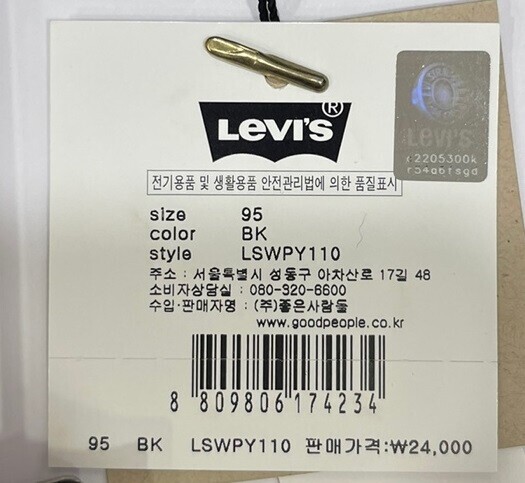 LEVI'S®
LEVI'S
전기용품 및 생활용품 안전관리법에 의한 품질표시
size 95
color BK
style LSWPY110
주소 : 서울특별시 성동구 아차산로 17길 48
소비자상담실 : 080-320-6600
수입·판매자명 : (주)좋은사람들
www.goodpeople.co.kr
8 809806 174234
95 BK LSWPY110 판매가격:₩24,000